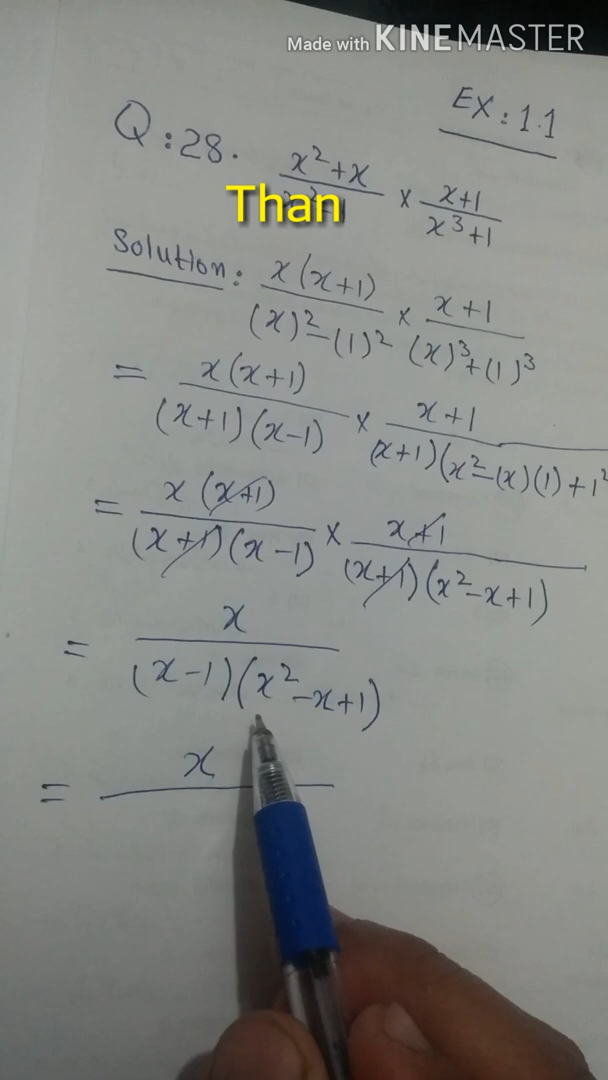 Made with KINEMASTER
Ex: 1.1
Q:28. (x²+x)/(x²-1) × (x+1)/(x³+1)
Than
Solution: x(x+1)/((x)²-(1)²) × (x+1)/((x)³+(1)³)
= x(x+1)/((x+1)(x-1)) × (x+1)/((x+1)(x²-(x)(1)+1²
= x(x+1)/((x+1)(x-1)) × (x+1)/((x+1)(x²-x+1))
= x/((x-1)(x²-x+1))
= x